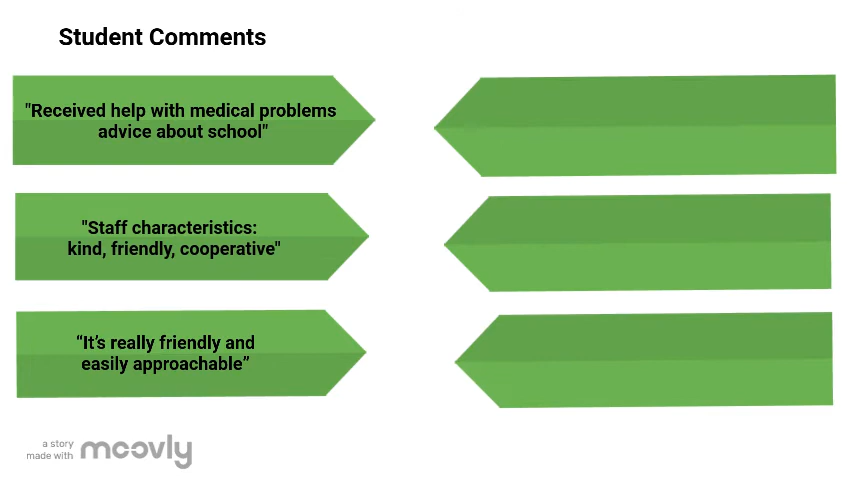 Student Comments
"Received help with medical problems
advice about school"
"Staff characteristics:
kind, friendly, cooperative"
“It’s really friendly and
easily approachable”
a story
made with moovly